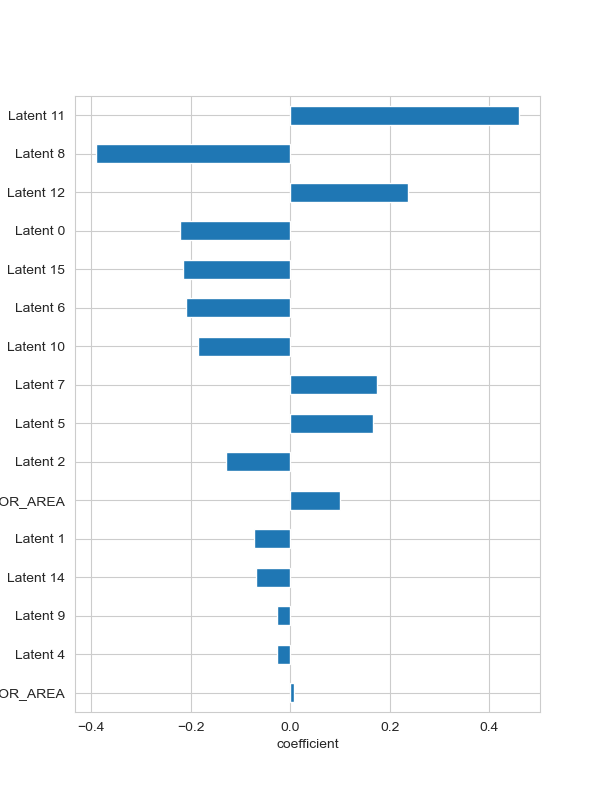 Latent 11
Latent 8
Latent 12
Latent 0
Latent 15
Latent 6
Latent 10
Latent 7
Latent 5
Latent 2
OR_AREA
Latent 1
Latent 14
Latent 9
Latent 4
OR_AREA
−0.4 −0.2 0.0 0.2 0.4
coefficient